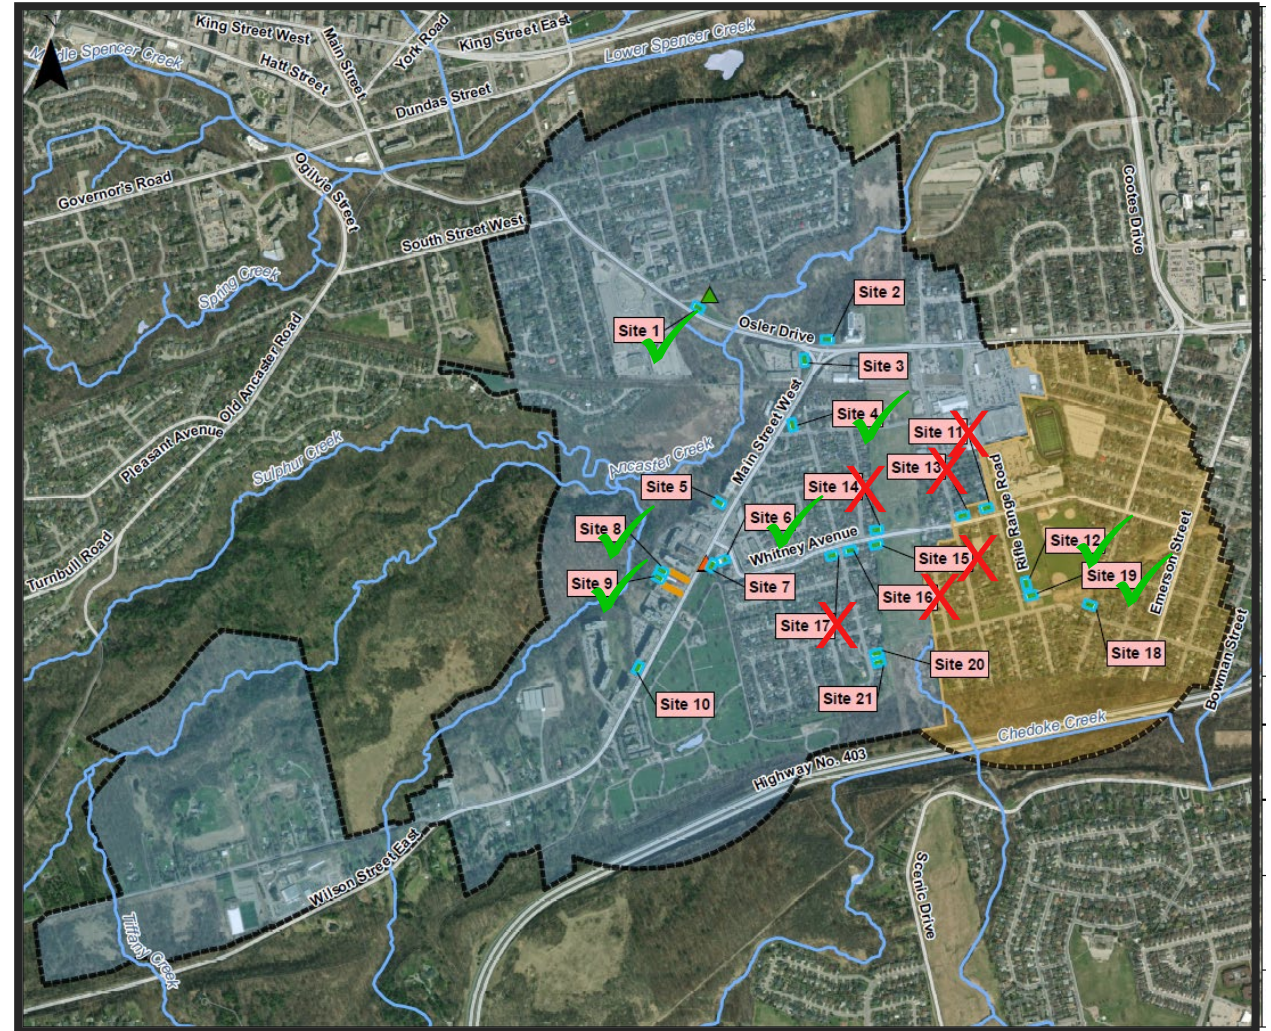 King Street West
Main Street
York Road
King Street East
Middle Spencer Creek
Hatt Street
Lower Spencer Creek
Dundas Street
Governor's Road
Ogilvie Street
South Street West
Cootes Drive
Spring Creek
Site 2
Site 1
Osler Drive
Site 3
Old Ancaster Road
Pleasant Avenue
Main Street West
Site 4
Site 11
Sulphur Creek
Ancaster Creek
Site 13
Site 5
Site 14
Rifle Range Road
Site 6
Site 8
Whitney Avenue
Site 12
Emerson Street
Turnbull Road
Site 15
Site 9
Site 7
Site 19
Site 16
Site 17
Site 18
Site 20
Bowman Street
Site 10
Site 21
Chedoke Creek
Highway No. 403
Wilson Street East
Scenic Drive
Tiffany Creek